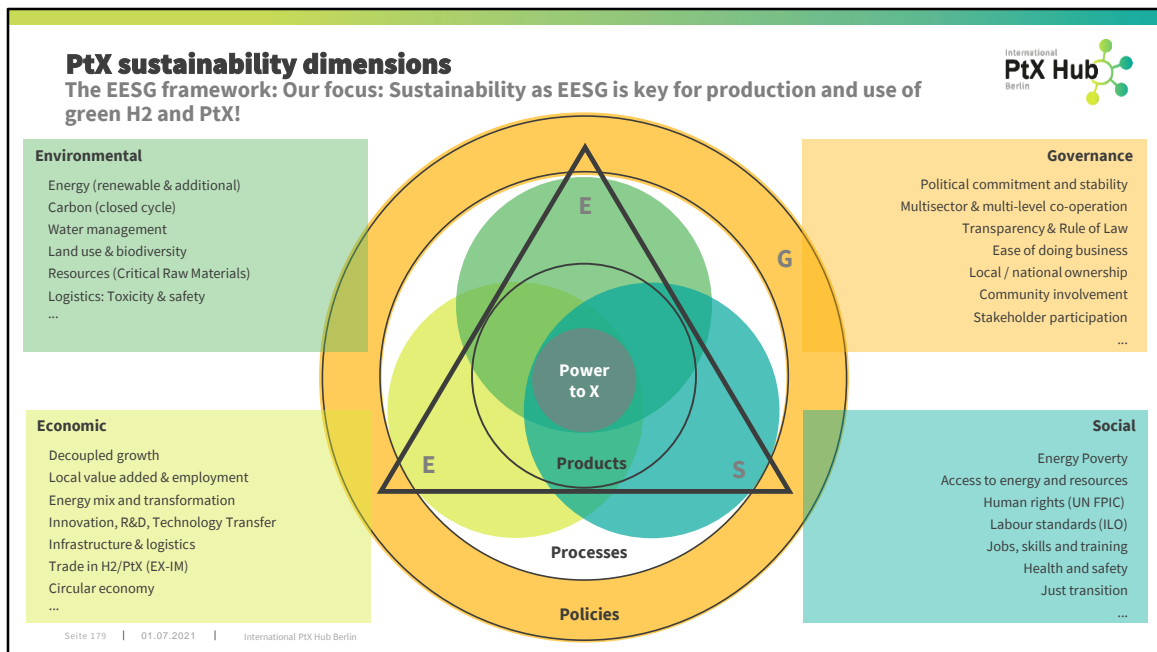 PtX sustainability dimensions
The EESG framework: Our focus: Sustainability as EESG is key for production and use of
green H2 and PtX!
International
PtX Hub
Berlin
Environmental
Energy (renewable & additional)
Carbon (closed cycle)
Water management
Land use & biodiversity
Resources (Critical Raw Materials)
Logistics: Toxicity & safety
...
Governance
Political commitment and stability
Multisector & multi-level co-operation
Transparency & Rule of Law
Ease of doing business
Local / national ownership
Community involvement
Stakeholder participation
...
E
G
Power
to X
E
S
Products
Processes
Policies
Economic
Decoupled growth
Local value added & employment
Energy mix and transformation
Innovation, R&D, Technology Transfer
Infrastructure & logistics
Trade in H2/PtX (EX-IM)
Circular economy
...
Social
Energy Poverty
Access to energy and resources
Human rights (UN FPIC)
Labour standards (ILO)
Jobs, skills and training
Health and safety
Just transition
...
Seite 179 | 01.07.2021 | International PtX Hub Berlin